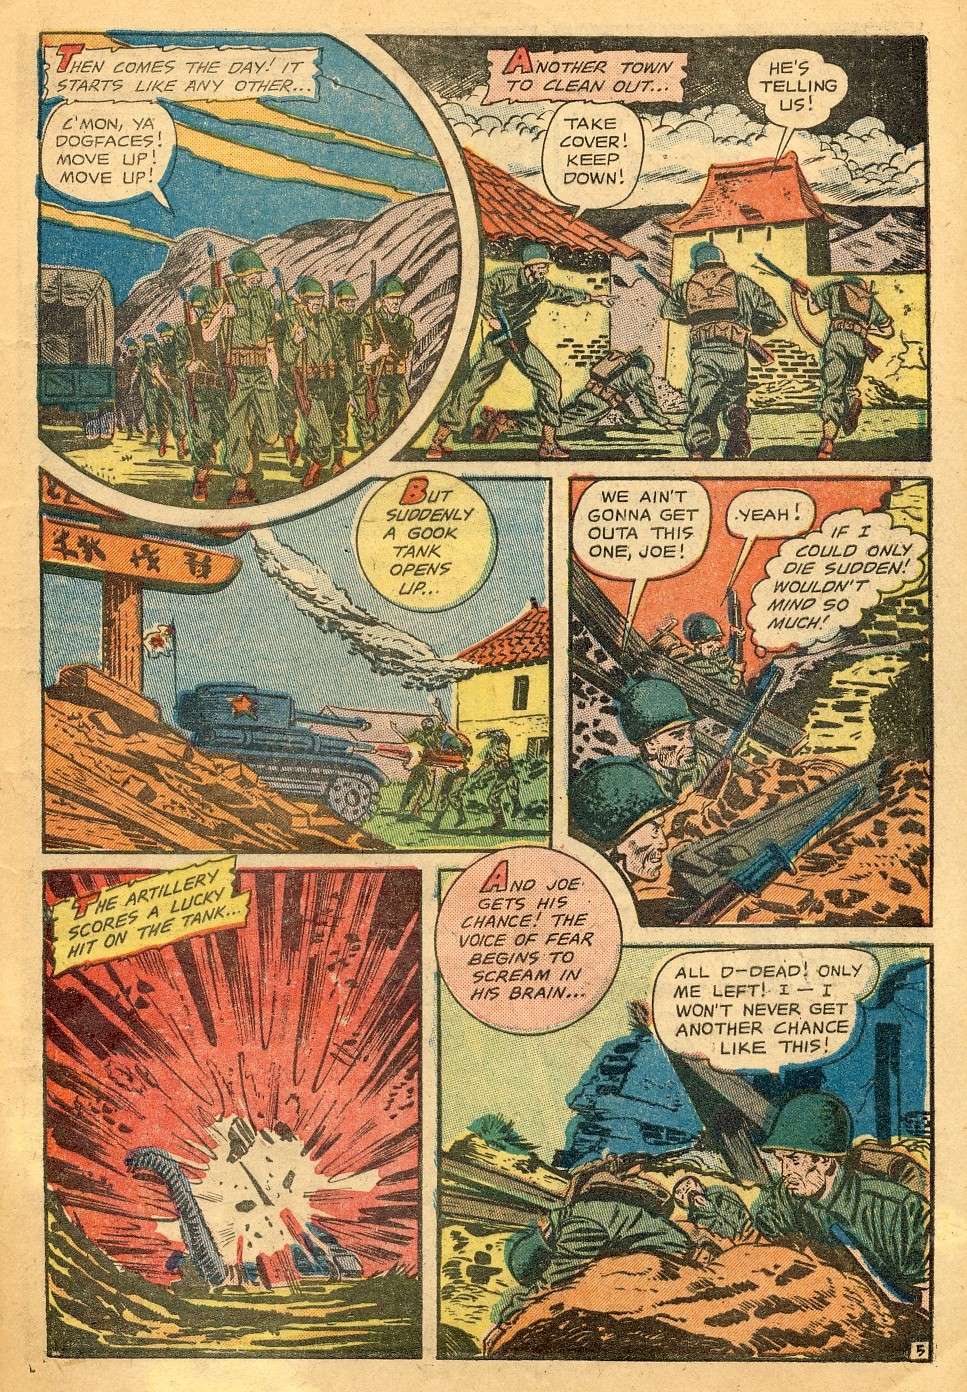 THEN COMES THE DAY! IT
STARTS LIKE ANY OTHER...
C'MON, YA
DOGFACES!
MOVE UP!
MOVE UP!
ANOTHER TOWN
TO CLEAN OUT...
TAKE
COVER!
KEEP
DOWN!
HE'S
TELLING
US!
BUT
SUDDENLY
A GOOK
TANK
OPENS
UP...
WE AIN'T
GONNA GET
OUTA THIS
ONE, JOE!
YEAH!
IF I
COULD ONLY
DIE SUDDEN!
WOULDN'T
MIND SO
MUCH!
THE ARTILLERY
SCORES A LUCKY
HIT ON THE TANK...
AND JOE
GETS HIS
CHANCE! THE
VOICE OF FEAR
BEGINS TO
SCREAM IN
HIS BRAIN...
ALL D-DEAD! ONLY
ME LEFT! I — I
WON'T NEVER GET
ANOTHER CHANCE
LIKE THIS!
5